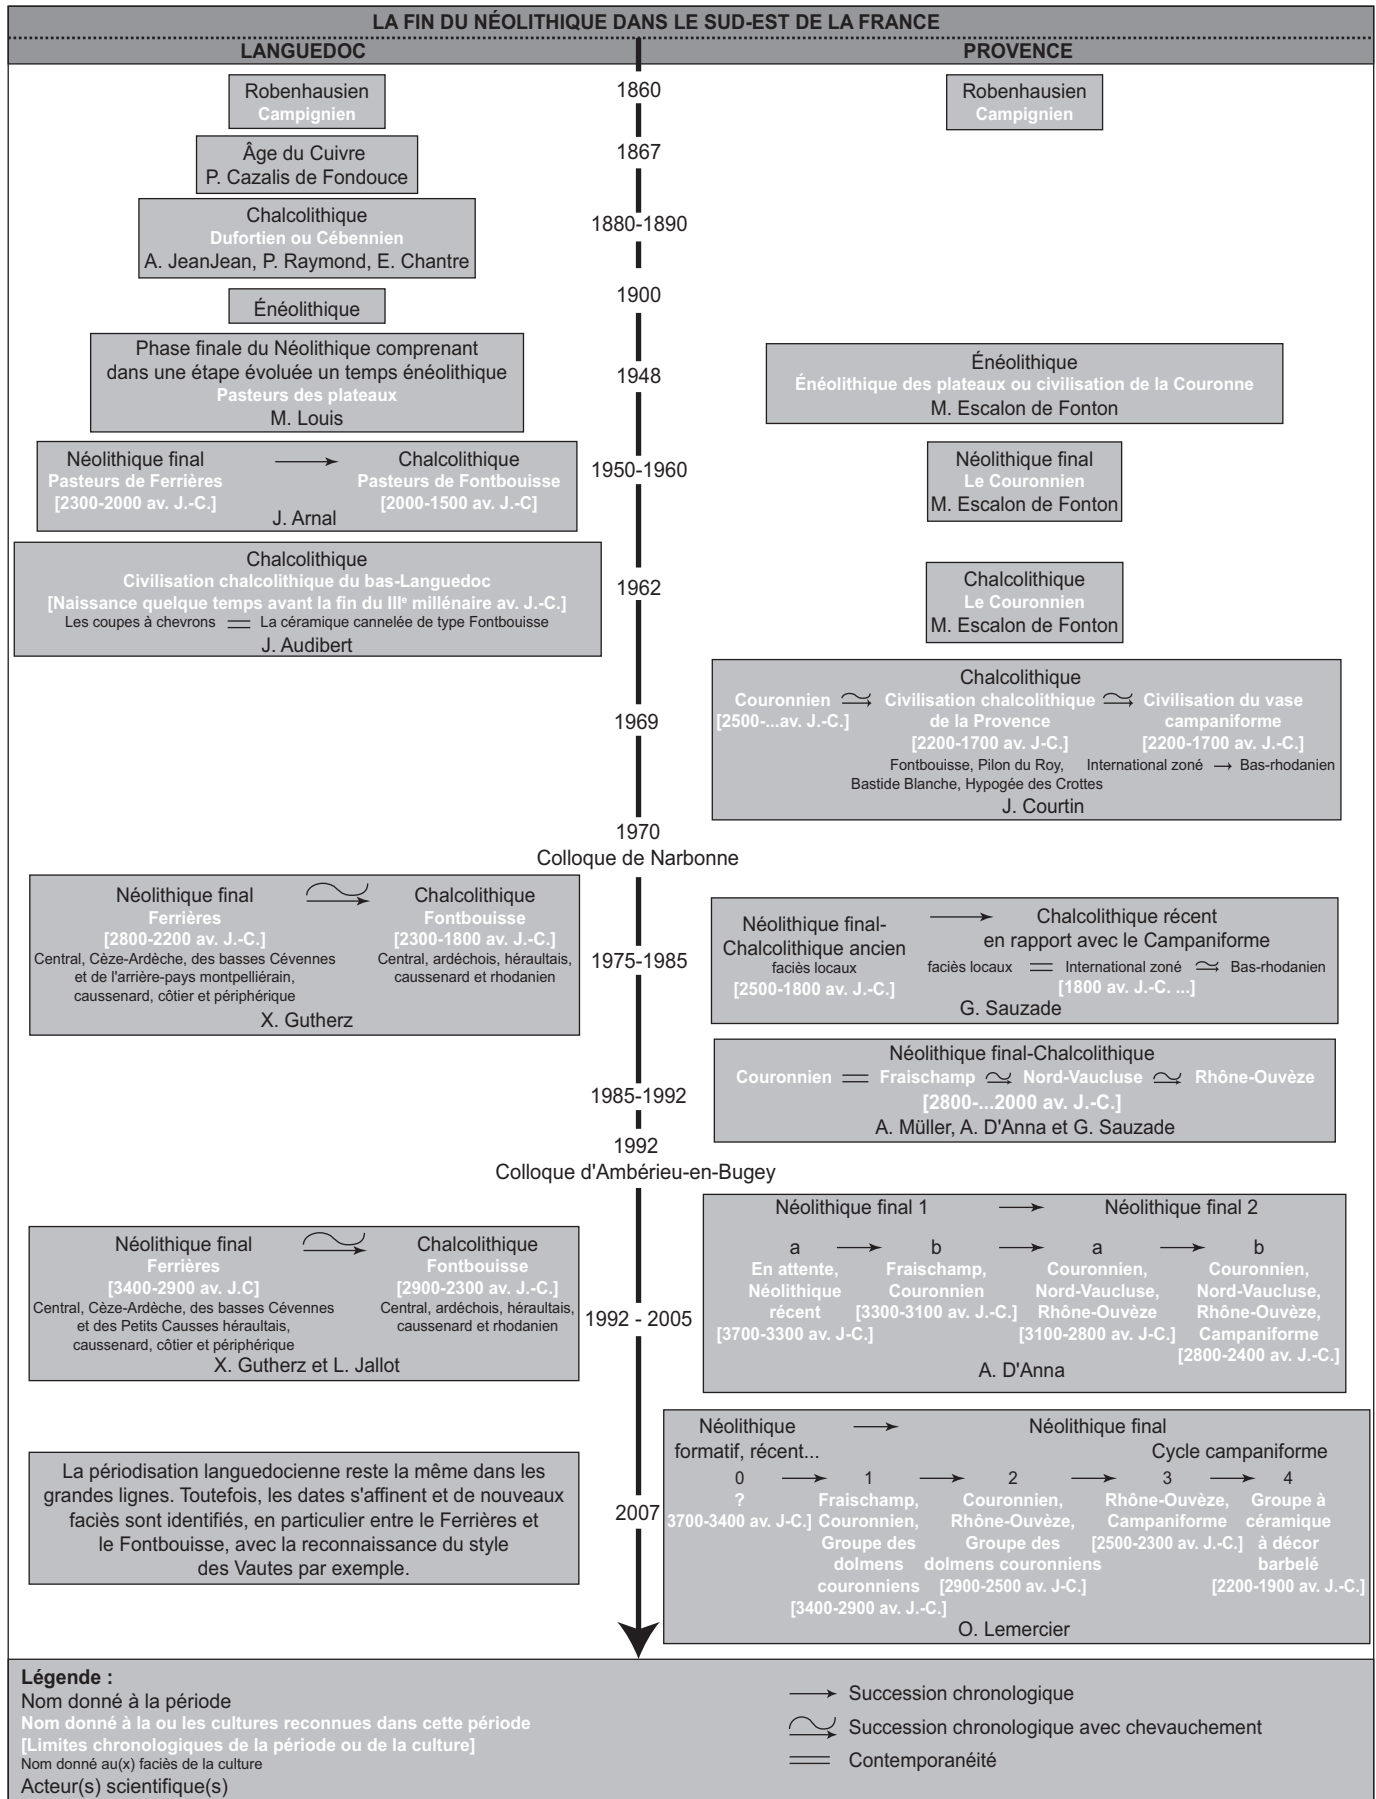 LA FIN DU NÉOLITHIQUE DANS LE SUD-EST DE LA FRANCE
LANGUEDOC
PROVENCE
1860
Robenhausien
Campignien
Robenhausien
Campignien
1867
Âge du Cuivre
P. Cazalis de Fondouce
1880-1890
Chalcolithique
Dufortien ou Cébennien
A. JeanJean, P. Raymond, E. Chantre
1900
Énéolithique
1948
Phase finale du Néolithique comprenant
dans une étape évoluée un temps énéolithique
Pasteurs des plateaux
M. Louis
Énéolithique
Énéolithique des plateaux ou civilisation de la Couronne
M. Escalon de Fonton
1950-1960
Néolithique final
Pasteurs de Ferrières
[2300-2000 av. J.-C.]
Chalcolithique
Pasteurs de Fontbouisse
[2000-1500 av. J.-C]
J. Arnal
Néolithique final
Le Couronnien
M. Escalon de Fonton
1962
Chalcolithique
Civilisation chalcolithique du bas-Languedoc
[Naissance quelque temps avant la fin du IIIe millénaire av. J.-C.]
Les coupes à chevrons La céramique cannelée de type Fontbouisse
J. Audibert
Chalcolithique
Le Couronnien
M. Escalon de Fonton
1969
Chalcolithique
Couronnien
[2500-...av. J.-C.]
Civilisation chalcolithique
de la Provence
[2200-1700 av. J-C.]
Fontbouisse, Pilon du Roy,
Bastide Blanche, Hypogée des Crottes
Civilisation du vase
campaniforme
[2200-1700 av. J.-C.]
International zoné → Bas-rhodanien
J. Courtin
1970
Colloque de Narbonne
1975-1985
Néolithique final
Ferrières
[2800-2200 av. J.-C.]
Central, Cèze-Ardèche, des basses Cévennes
et de l'arrière-pays montpelliérain,
caussenard, côtier et périphérique
Chalcolithique
Fontbouisse
[2300-1800 av. J.-C.]
Central, ardéchois, héraultais,
caussenard et rhodanien
X. Gutherz
Néolithique final-
Chalcolithique ancien
faciès locaux
[2500-1800 av. J.-C.]
Chalcolithique récent
en rapport avec le Campaniforme
faciès locaux International zoné Bas-rhodanien
[1800 av. J.-C. ...]
G. Sauzade
1985-1992
Néolithique final-Chalcolithique
Couronnien Fraischamp Nord-Vaucluse Rhône-Ouvèze
[2800-...2000 av. J.-C.]
A. Müller, A. D'Anna et G. Sauzade
1992
Colloque d'Ambérieu-en-Bugey
1992 - 2005
Néolithique final
Ferrières
[3400-2900 av. J.C]
Central, Cèze-Ardèche, des basses Cévennes
et des Petits Causses héraultais,
caussenard, côtier et périphérique
Chalcolithique
Fontbouisse
[2900-2300 av. J.-C.]
Central, ardéchois, héraultais,
caussenard et rhodanien
X. Gutherz et L. Jallot
Néolithique final 1 → Néolithique final 2
a
En attente,
Néolithique
récent
[3700-3300 av. J-C.]
b
Fraischamp,
Couronnien
[3300-3100 av. J.-C.]
a
Couronnien,
Nord-Vaucluse,
Rhône-Ouvèze
[3100-2800 av. J-C.]
b
Couronnien,
Nord-Vaucluse,
Rhône-Ouvèze,
Campaniforme
[2800-2400 av. J.-C.]
A. D'Anna
2007
La périodisation languedocienne reste la même dans les
grandes lignes. Toutefois, les dates s'affinent et de nouveaux
faciès sont identifiés, en particulier entre le Ferrières et
le Fontbouisse, avec la reconnaissance du style
des Vautes par exemple.
Néolithique
formatif, récent...
Néolithique final
Cycle campaniforme
0
?
3700-3400 av. J-C.]
1
Fraischamp,
Couronnien,
Groupe des
dolmens
couronniens
[3400-2900 av. J.-C.]
2
Couronnien,
Rhône-Ouvèze,
Groupe des
dolmens couronniens
[2900-2500 av. J.-C.]
3
Rhône-Ouvèze,
Campaniforme
[2500-2300 av. J.-C.]
4
Groupe à
céramique
à décor
barbelé
[2200-1900 av. J.-C.]
O. Lemercier
Légende :
Nom donné à la période
Nom donné à la ou les cultures reconnues dans cette période
[Limites chronologiques de la période ou de la culture]
Nom donné au(x) faciès de la culture
Acteur(s) scientifique(s)
Succession chronologique
Succession chronologique avec chevauchement
Contemporanéité